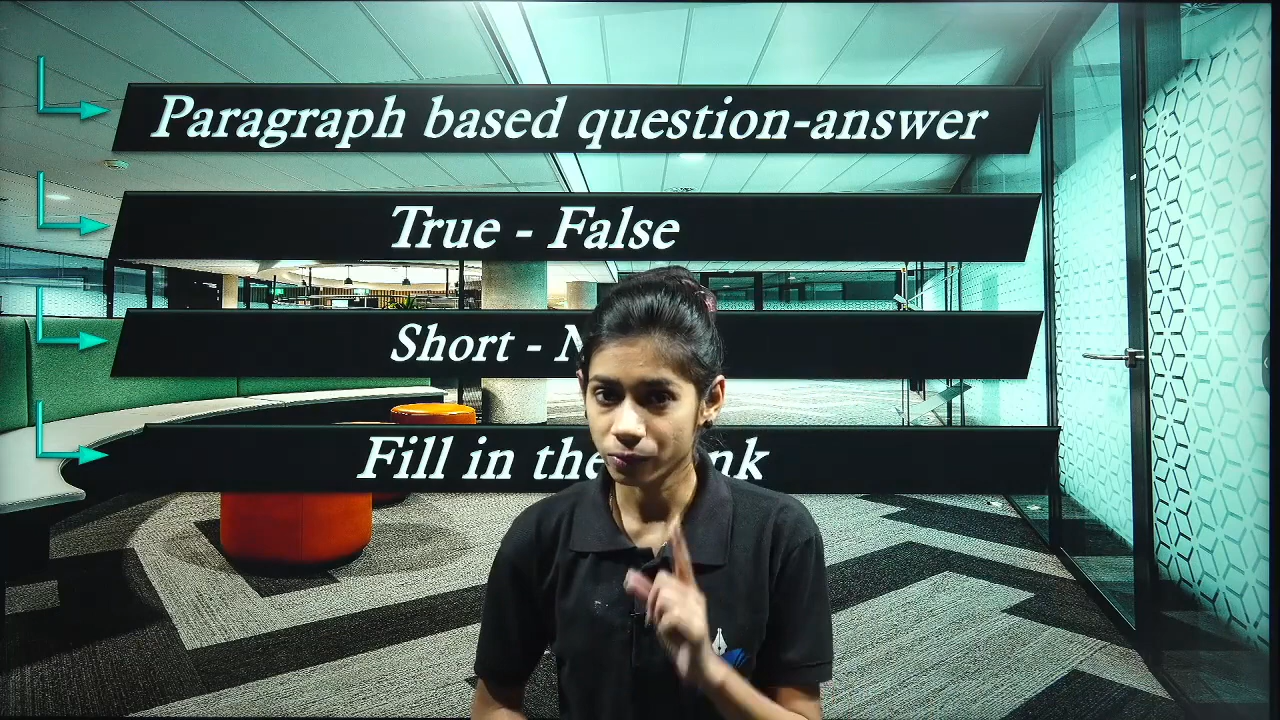 Paragraph based question-answer
True - False
Short -
Fill in the